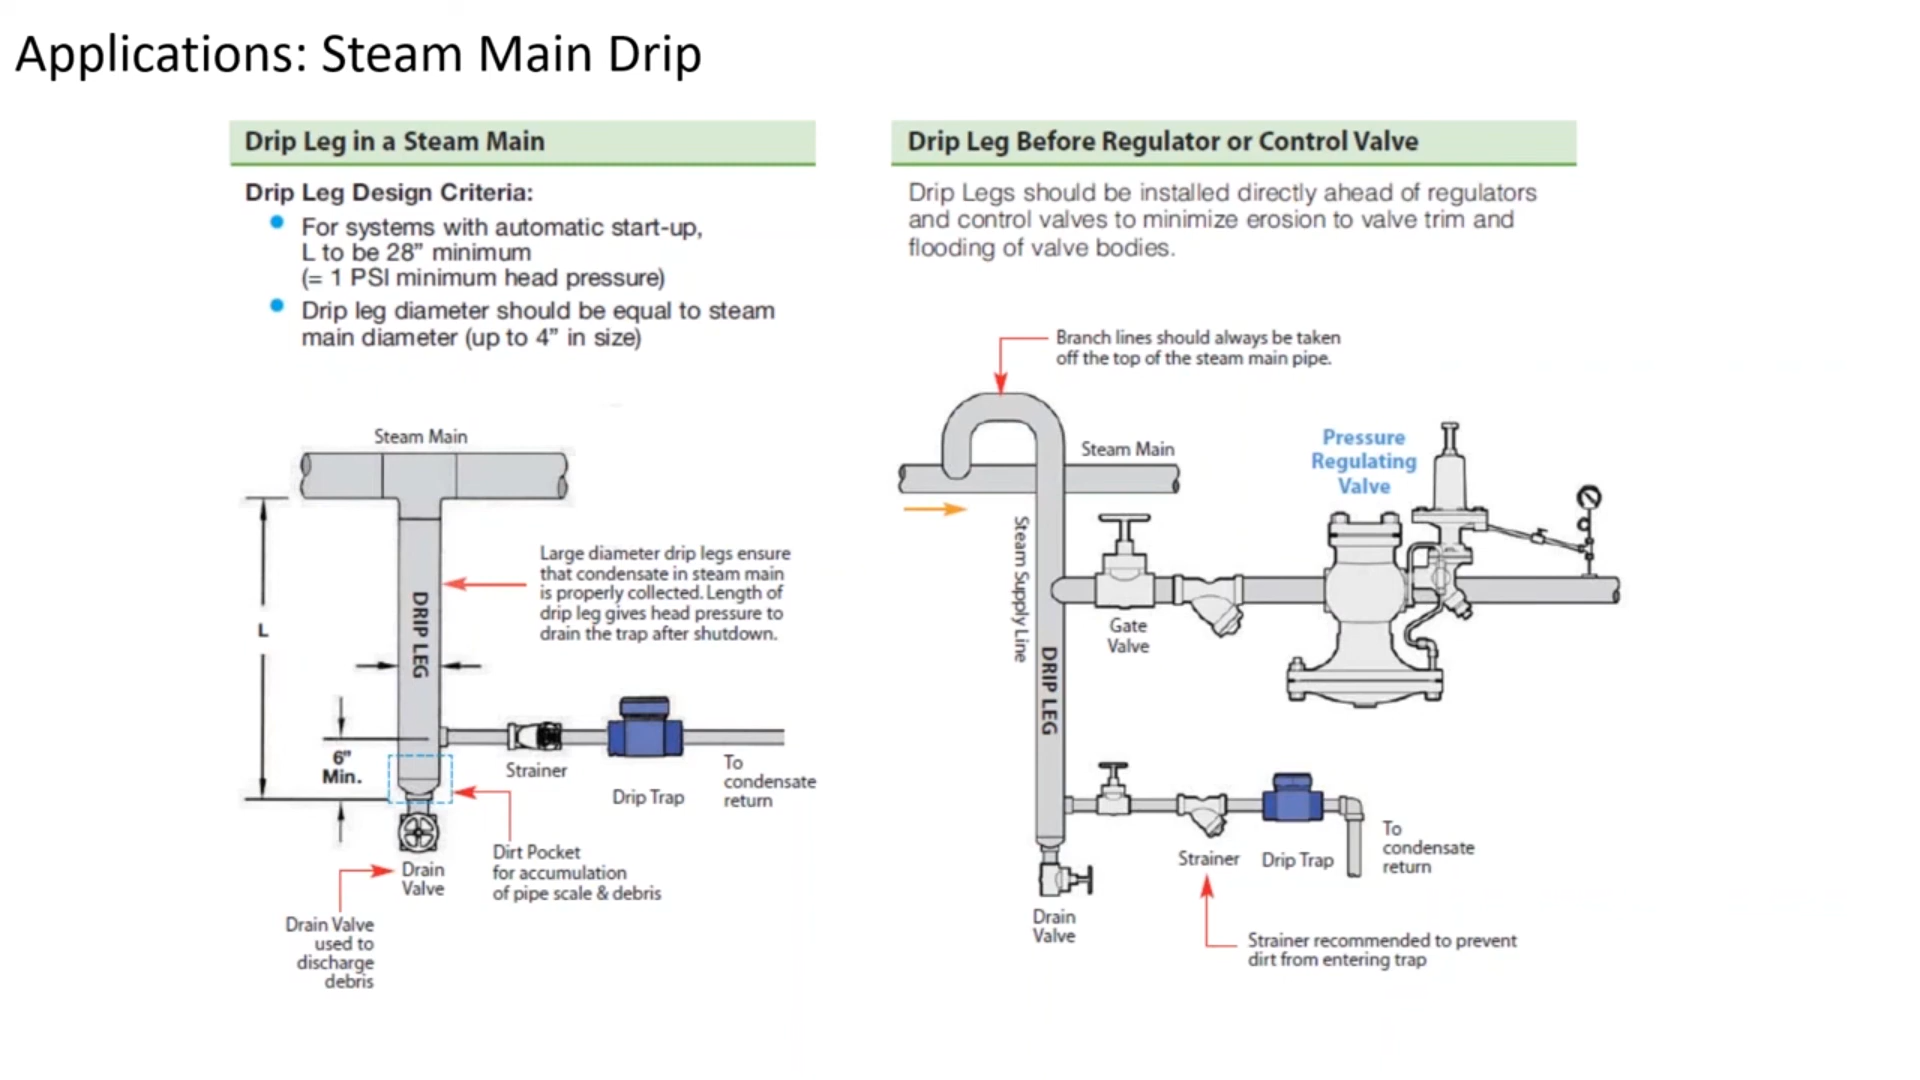 Applications: Steam Main Drip
Drip Leg in a Steam Main
Drip Leg Design Criteria:
For systems with automatic start-up,
L to be 28” minimum
(= 1 PSI minimum head pressure)
Drip leg diameter should be equal to steam
main diameter (up to 4” in size)
Steam Main
Large diameter drip legs ensure
that condensate in steam main
is properly collected. Length of
drip leg gives head pressure to
drain the trap after shutdown.
DRIP LEG
L
6"
Min.
Strainer
Drip Trap
To
condensate
return
Drain
Valve
Dirt Pocket
for accumulation
of pipe scale & debris
Drain Valve
used to
discharge
debris
Drip Leg Before Regulator or Control Valve
Drip Legs should be installed directly ahead of regulators
and control valves to minimize erosion to valve trim and
flooding of valve bodies.
Branch lines should always be taken
off the top of the steam main pipe.
Steam Main
Pressure
Regulating
Valve
Steam Supply Line
Gate
Valve
DRIP LEG
Strainer
Drip Trap
To
condensate
return
Drain
Valve
Strainer recommended to prevent
dirt from entering trap